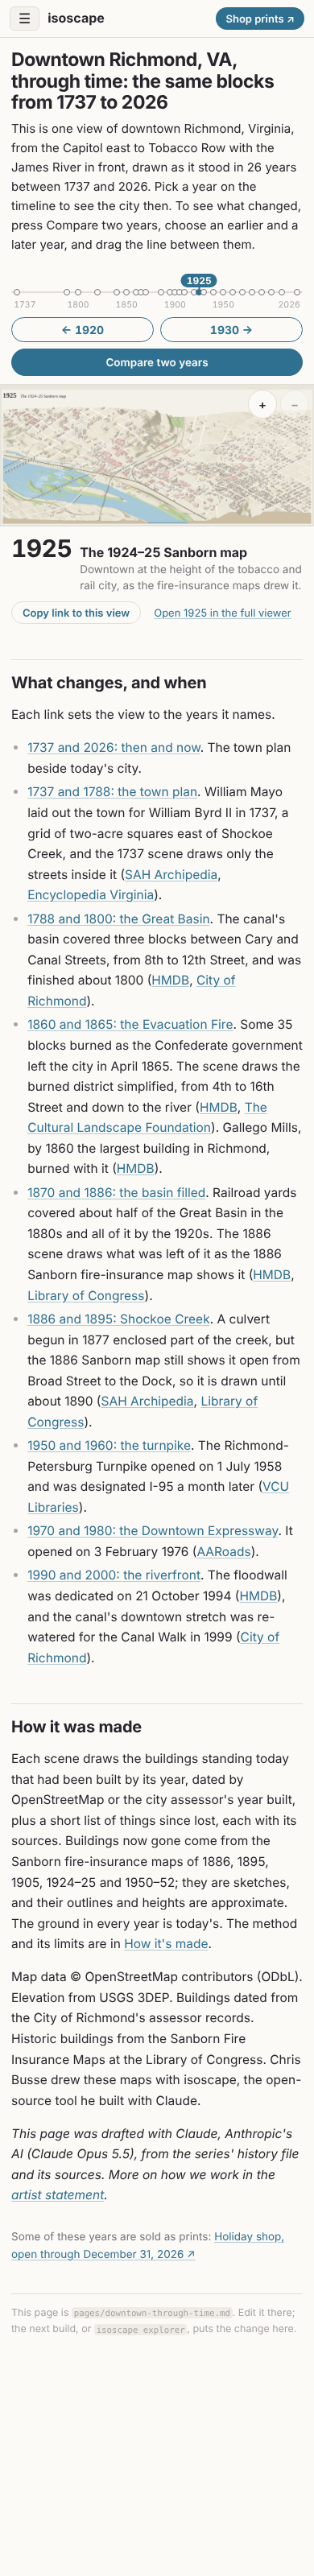 ☰ isoscape Shop prints ↗
Downtown Richmond, VA,
through time: the same blocks
from 1737 to 2026
This is one view of downtown Richmond, Virginia,
from the Capitol east to Tobacco Row with the
James River in front, drawn as it stood in 26 years
between 1737 and 2026. Pick a year on the
timeline to see the city then. To see what changed,
press Compare two years, choose an earlier and a
later year, and drag the line between them.
1925
1737 1800 1850 1900 1950 2026
← 1920 1930 →
Compare two years
1925 The 1924–25 Sanborn map
+ −
1925 The 1924–25 Sanborn map
Downtown at the height of the tobacco and
rail city, as the fire-insurance maps drew it.
Copy link to this view Open 1925 in the full viewer
What changes, and when
Each link sets the view to the years it names.
• 1737 and 2026: then and now. The town plan
beside today's city.
• 1737 and 1788: the town plan. William Mayo
laid out the town for William Byrd II in 1737, a
grid of two-acre squares east of Shockoe
Creek, and the 1737 scene draws only the
streets inside it (SAH Archipedia,
Encyclopedia Virginia).
• 1788 and 1800: the Great Basin. The canal's
basin covered three blocks between Cary and
Canal Streets, from 8th to 12th Street, and was
finished about 1800 (HMDB, City of
Richmond).
• 1860 and 1865: the Evacuation Fire. Some 35
blocks burned as the Confederate government
left the city in April 1865. The scene draws the
burned district simplified, from 4th to 16th
Street and down to the river (HMDB, The
Cultural Landscape Foundation). Gallego Mills,
by 1860 the largest building in Richmond,
burned with it (HMDB).
• 1870 and 1886: the basin filled. Railroad yards
covered about half of the Great Basin in the
1880s and all of it by the 1920s. The 1886
scene draws what was left of it as the 1886
Sanborn fire-insurance map shows it (HMDB,
Library of Congress).
• 1886 and 1895: Shockoe Creek. A culvert
begun in 1877 enclosed part of the creek, but
the 1886 Sanborn map still shows it open from
Broad Street to the Dock, so it is drawn until
about 1890 (SAH Archipedia, Library of
Congress).
• 1950 and 1960: the turnpike. The Richmond-
Petersburg Turnpike opened on 1 July 1958
and was designated I-95 a month later (VCU
Libraries).
• 1970 and 1980: the Downtown Expressway. It
opened on 3 February 1976 (AARoads).
• 1990 and 2000: the riverfront. The floodwall
was dedicated on 21 October 1994 (HMDB),
and the canal's downtown stretch was re-
watered for the Canal Walk in 1999 (City of
Richmond).
How it was made
Each scene draws the buildings standing today
that had been built by its year, dated by
OpenStreetMap or the city assessor's year built,
plus a short list of things since lost, each with its
sources. Buildings now gone come from the
Sanborn fire-insurance maps of 1886, 1895,
1905, 1924–25 and 1950–52; they are sketches,
and their outlines and heights are approximate.
The ground in every year is today's. The method
and its limits are in How it's made.
Map data © OpenStreetMap contributors (ODbL).
Elevation from USGS 3DEP. Buildings dated from
the City of Richmond's assessor records.
Historic buildings from the Sanborn Fire
Insurance Maps at the Library of Congress. Chris
Busse drew these maps with isoscape, the open-
source tool he built with Claude.
This page was drafted with Claude, Anthropic's
AI (Claude Opus 5.5), from the series' history file
and its sources. More on how we work in the
artist statement.
Some of these years are sold as prints: Holiday shop,
open through December 31, 2026 ↗
This page is pages/downtown-through-time.md. Edit it there;
the next build, or isoscape explorer, puts the change here.